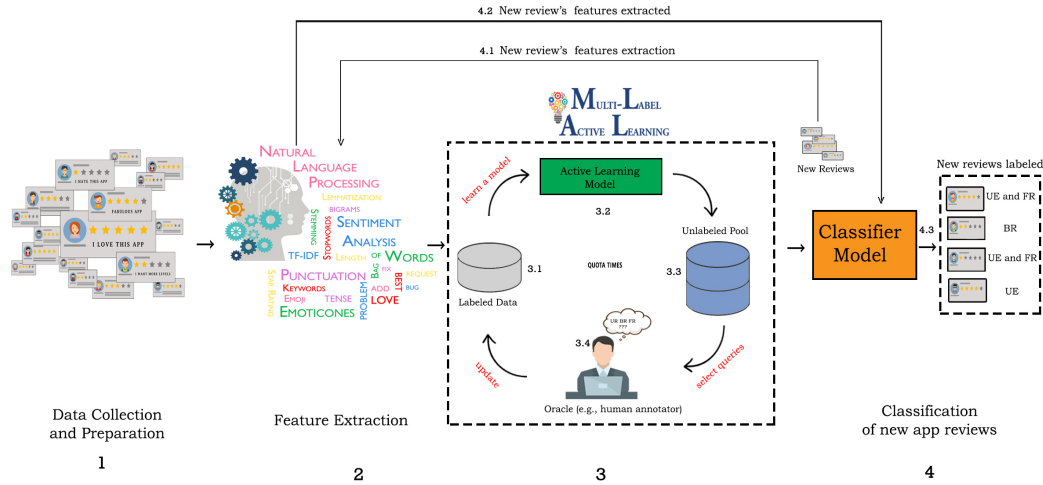 4.2 New review's features extracted
4.1 New review's features extraction
MULTI-LABEL
ACTIVE LEARNING
I HATE THIS APP
FABULOUS APP
I LOVE THIS APP
I WANT MORE LEVELS
NATURAL
LANGUAGE
PROCESSING
LEMMATIZATION
BIGRAMS
STEMMING
STOPWORDS
SENTIMENT
ANALYSIS
TF-IDF
LENGTH
OF
WORDS
BAG
STAR RATING
PUNCTUATION
FIX
BEST
REQUEST
KEYWORDS
PROBLEM
ADD
BUG
EMOJI
TENSE
LOVE
EMOTICONES
learn a model
Active Learning
Model
3.2
Unlabeled Pool
3.1
QUOTA TIMES
3.3
Labeled Data
UR BR FR
???
3.4
update
select queries
Oracle (e.g., human annotator)
New Reviews
Classifier
Model
4.3
New reviews labeled
UE and FR
BR
UE and FR
UE
Data Collection
and Preparation
Feature Extraction
Classification
of new app reviews
1
2
3
4